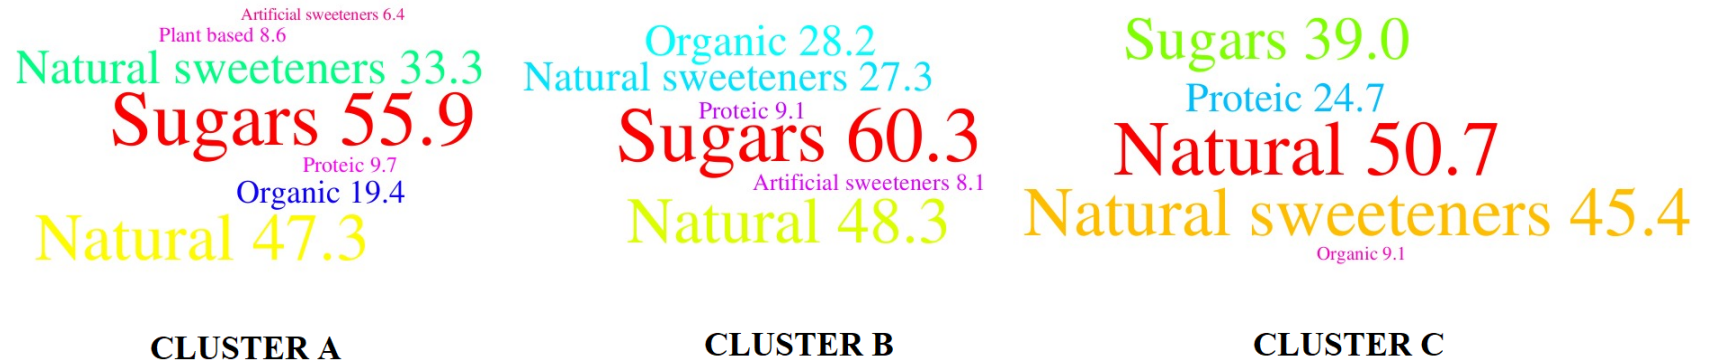 Artificial sweeteners 6.4
Plant based 8.6
Natural sweeteners 33.3
Sugars 55.9
Proteic 9.7
Organic 19.4
Natural 47.3
CLUSTER A
Organic 28.2
Natural sweeteners 27.3
Proteic 9.1
Sugars 60.3
Artificial sweeteners 8.1
Natural 48.3
CLUSTER B
Sugars 39.0
Proteic 24.7
Natural 50.7
Natural sweeteners 45.4
Organic 9.1
CLUSTER C